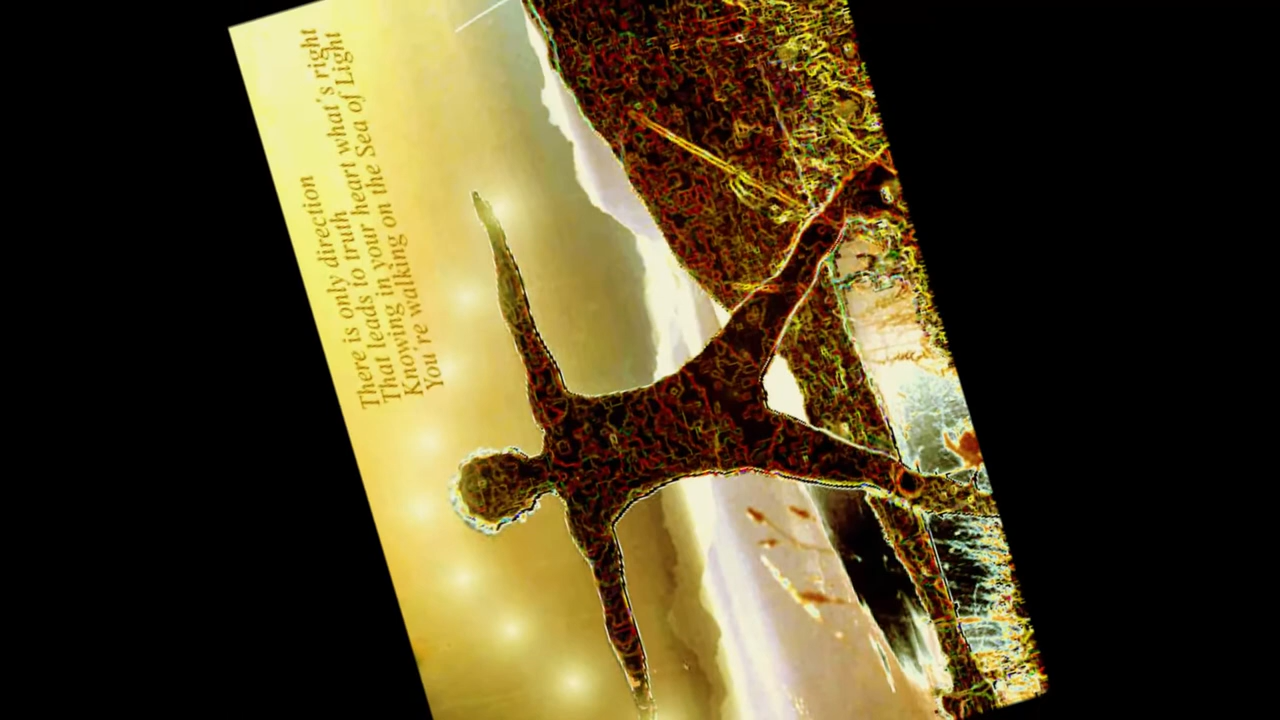 There is only direction
That leads to truth
Knowing in your heart what's right
You're walking on the Sea of Light